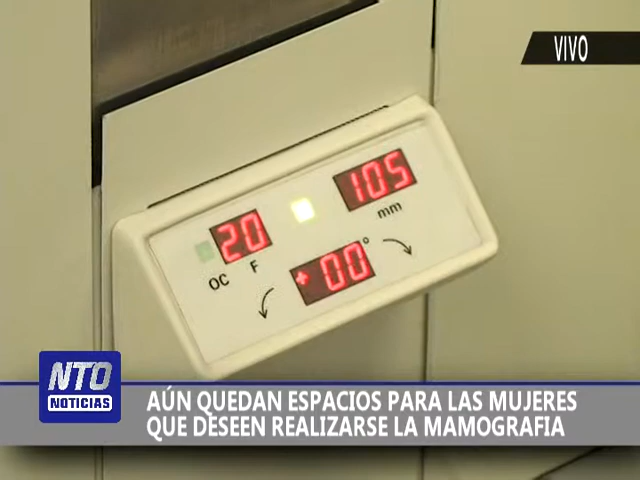 VIVO
105
mm
20
OC F
+00°
NTO
NOTICIAS
AÚN QUEDAN ESPACIOS PARA LAS MUJERES
QUE DESEEN REALIZARSE LA MAMOGRAFIA